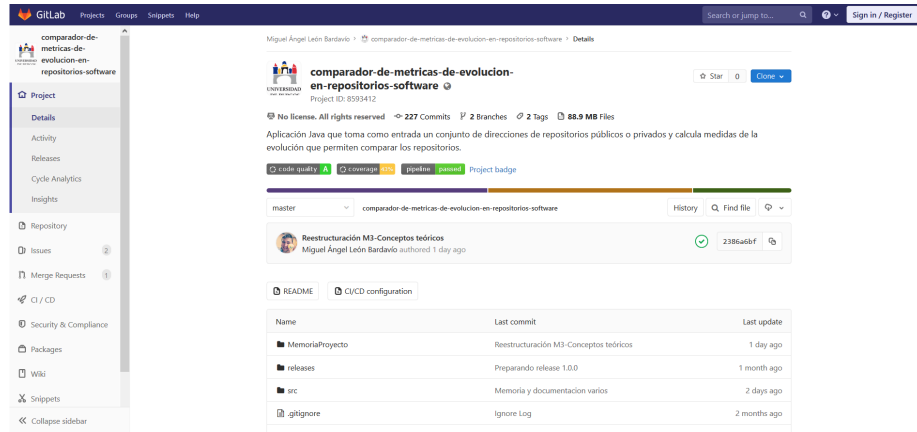 GitLab Projects Groups Snippets Help Search or jump to... Sign in / Register
comparador-de-
metricas-de-
evolucion-en-
repositorios-software
Project
Details
Activity
Releases
Cycle Analytics
Insights
Repository
Issues 2
Merge Requests 1
CI / CD
Security & Compliance
Packages
Wiki
Snippets
Collapse sidebar
Miguel Ángel León Bardavío > comparador-de-metricas-de-evolucion-en-repositorios-software > Details
UNIVERSIDAD
comparador-de-metricas-de-evolucion-
en-repositorios-software
Project ID: 8593412
Star 0 Clone
No license. All rights reserved 227 Commits 2 Branches 2 Tags 88.9 MB Files
Aplicación Java que toma como entrada un conjunto de direcciones de repositorios públicos o privados y calcula medidas de la
evolución que permiten comparar los repositorios.
code quality A coverage pipeline passed Project badge
master comparador-de-metricas-de-evolucion-en-repositorios-software History Find file
Reestructuración M3-Conceptos teóricos
Miguel Ángel León Bardavío authored 1 day ago
2386a6bf
README CI/CD configuration
Name Last commit Last update
MemoriaProyecto Reestructuración M3-Conceptos teóricos 1 day ago
releases Preparando release 1.0.0 1 month ago
src Memoria y documentacion varios 2 days ago
.gitignore Ignore Log 2 months ago